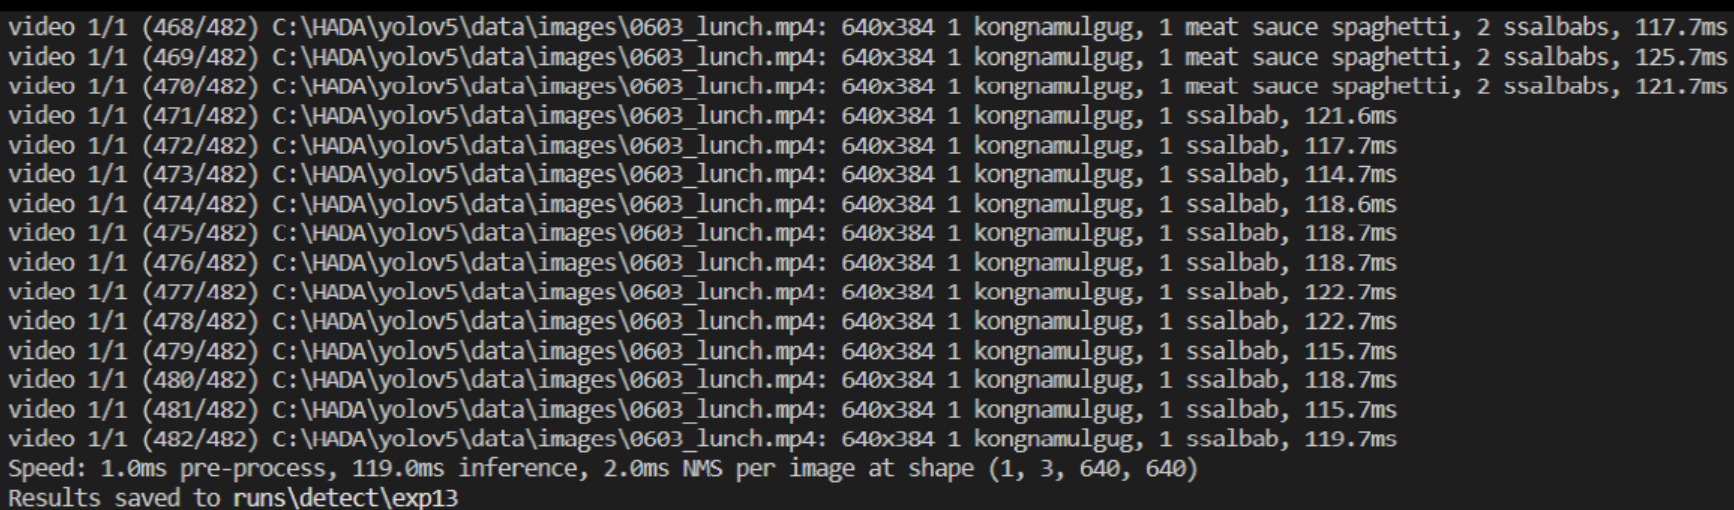 video 1/1 (468/482) C:\HADA\yolov5\data\images\0603_lunch.mp4: 640x384 1 kongnamulgug, 1 meat sauce spaghetti, 2 ssalbabs, 117.7ms
video 1/1 (469/482) C:\HADA\yolov5\data\images\0603_lunch.mp4: 640x384 1 kongnamulgug, 1 meat sauce spaghetti, 2 ssalbabs, 125.7ms
video 1/1 (470/482) C:\HADA\yolov5\data\images\0603_lunch.mp4: 640x384 1 kongnamulgug, 1 meat sauce spaghetti, 2 ssalbabs, 121.7ms
video 1/1 (471/482) C:\HADA\yolov5\data\images\0603_lunch.mp4: 640x384 1 kongnamulgug, 1 ssalbab, 121.6ms
video 1/1 (472/482) C:\HADA\yolov5\data\images\0603_lunch.mp4: 640x384 1 kongnamulgug, 1 ssalbab, 117.7ms
video 1/1 (473/482) C:\HADA\yolov5\data\images\0603_lunch.mp4: 640x384 1 kongnamulgug, 1 ssalbab, 114.7ms
video 1/1 (474/482) C:\HADA\yolov5\data\images\0603_lunch.mp4: 640x384 1 kongnamulgug, 1 ssalbab, 118.6ms
video 1/1 (475/482) C:\HADA\yolov5\data\images\0603_lunch.mp4: 640x384 1 kongnamulgug, 1 ssalbab, 118.7ms
video 1/1 (476/482) C:\HADA\yolov5\data\images\0603_lunch.mp4: 640x384 1 kongnamulgug, 1 ssalbab, 118.7ms
video 1/1 (477/482) C:\HADA\yolov5\data\images\0603_lunch.mp4: 640x384 1 kongnamulgug, 1 ssalbab, 122.7ms
video 1/1 (478/482) C:\HADA\yolov5\data\images\0603_lunch.mp4: 640x384 1 kongnamulgug, 1 ssalbab, 122.7ms
video 1/1 (479/482) C:\HADA\yolov5\data\images\0603_lunch.mp4: 640x384 1 kongnamulgug, 1 ssalbab, 115.7ms
video 1/1 (480/482) C:\HADA\yolov5\data\images\0603_lunch.mp4: 640x384 1 kongnamulgug, 1 ssalbab, 118.7ms
video 1/1 (481/482) C:\HADA\yolov5\data\images\0603_lunch.mp4: 640x384 1 kongnamulgug, 1 ssalbab, 115.7ms
video 1/1 (482/482) C:\HADA\yolov5\data\images\0603_lunch.mp4: 640x384 1 kongnamulgug, 1 ssalbab, 119.7ms
Speed: 1.0ms pre-process, 119.0ms inference, 2.0ms NMS per image at shape (1, 3, 640, 640)
Results saved to runs\detect\exp13